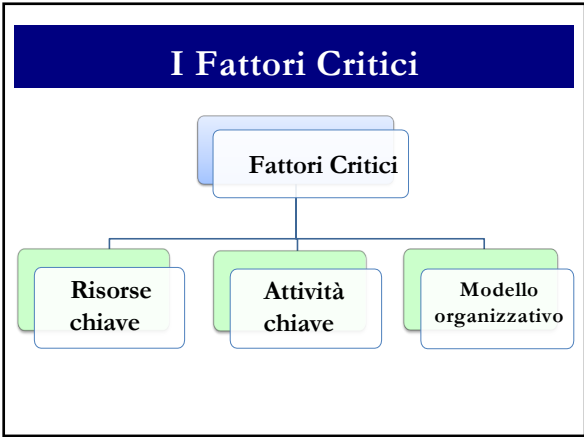 I Fattori Critici
Fattori Critici
Risorse
chiave
Attività
chiave
Modello
organizzativo